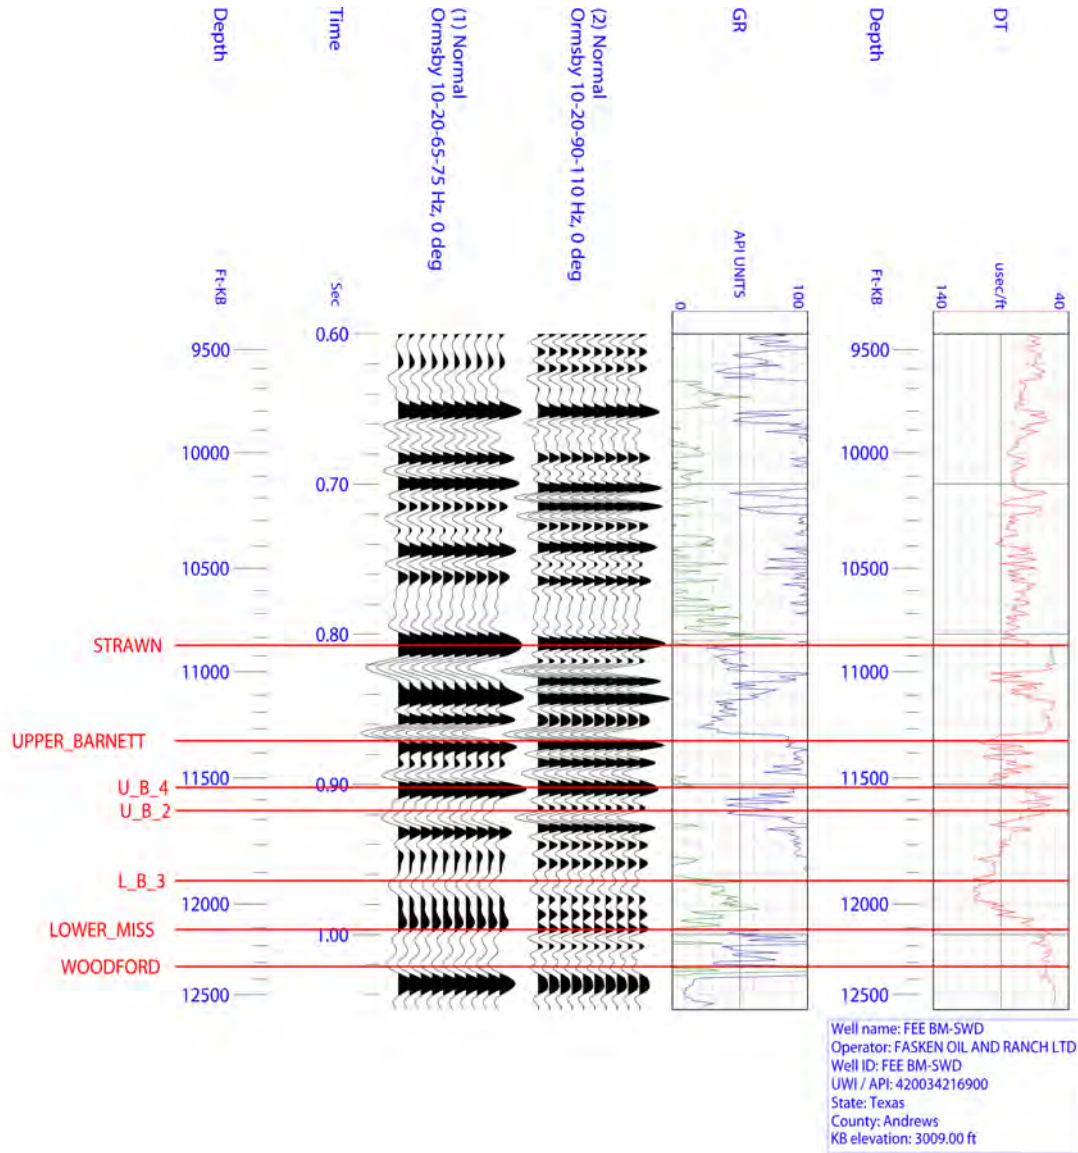 Depth
Time
(1) Normal
Ormsby 10-20-65-75 Hz, 0 deg
(2) Normal
Ormsby 10-20-90-110 Hz, 0 deg
GR
Depth
DT
Ft-KB
Sec
API UNITS
0
100
Ft-KB
usec/ft
140
40
9500
10000
10500
11000
11500
12000
12500
0.60
0.70
0.80
0.90
1.00
9500
10000
10500
11000
11500
12000
12500
STRAWN
UPPER_BARNETT
U_B_4
U_B_2
L_B_3
LOWER_MISS
WOODFORD
Well name: FEE BM-SWD
Operator: FASKEN OIL AND RANCH LTD
Well ID: FEE BM-SWD
UWI / API: 420034216900
State: Texas
County: Andrews
KB elevation: 3009.00 ft